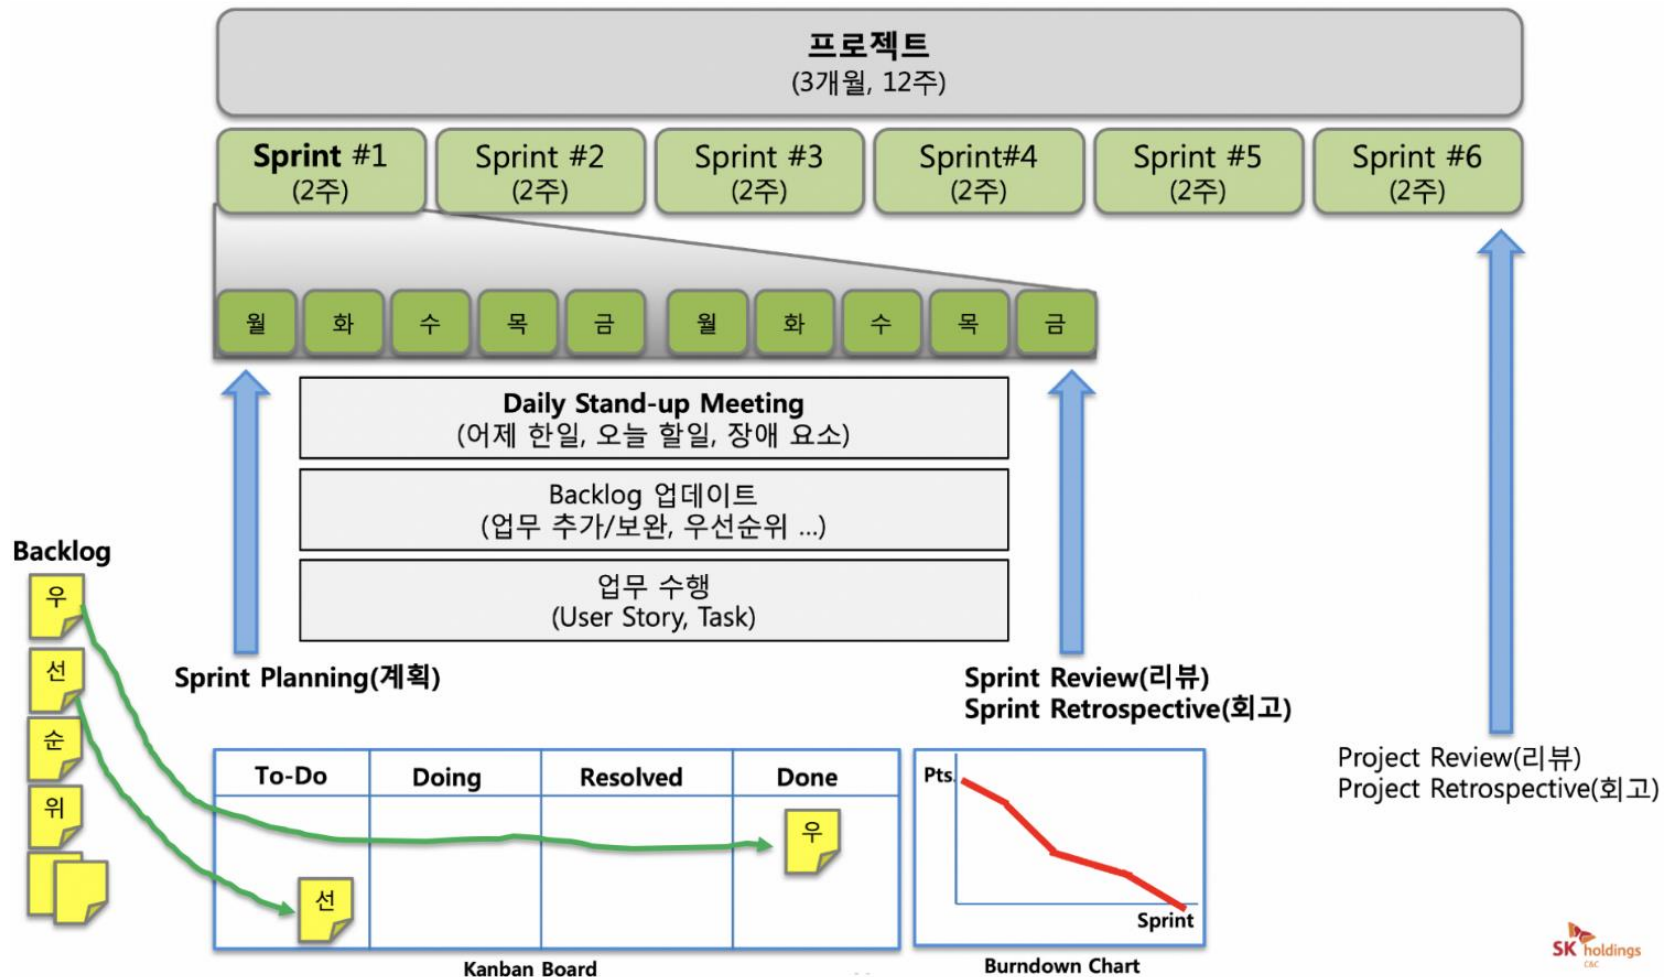 프로젝트
(3개월, 12주)
Sprint #1
(2주)
Sprint #2
(2주)
Sprint #3
(2주)
Sprint#4
(2주)
Sprint #5
(2주)
Sprint #6
(2주)
월 화 수 목 금 월 화 수 목 금
Daily Stand-up Meeting
(어제 한일, 오늘 할일, 장애 요소)
Backlog 업데이트
(업무 추가/보완, 우선순위 ...)
업무 수행
(User Story, Task)
Backlog
우
선
순
위
Sprint Planning(계획)
Sprint Review(리뷰)
Sprint Retrospective(회고)
Project Review(리뷰)
Project Retrospective(회고)
To-Do Doing Resolved Done
우
선
Kanban Board
Pts.
Sprint
Burndown Chart
SK holdings
C&C